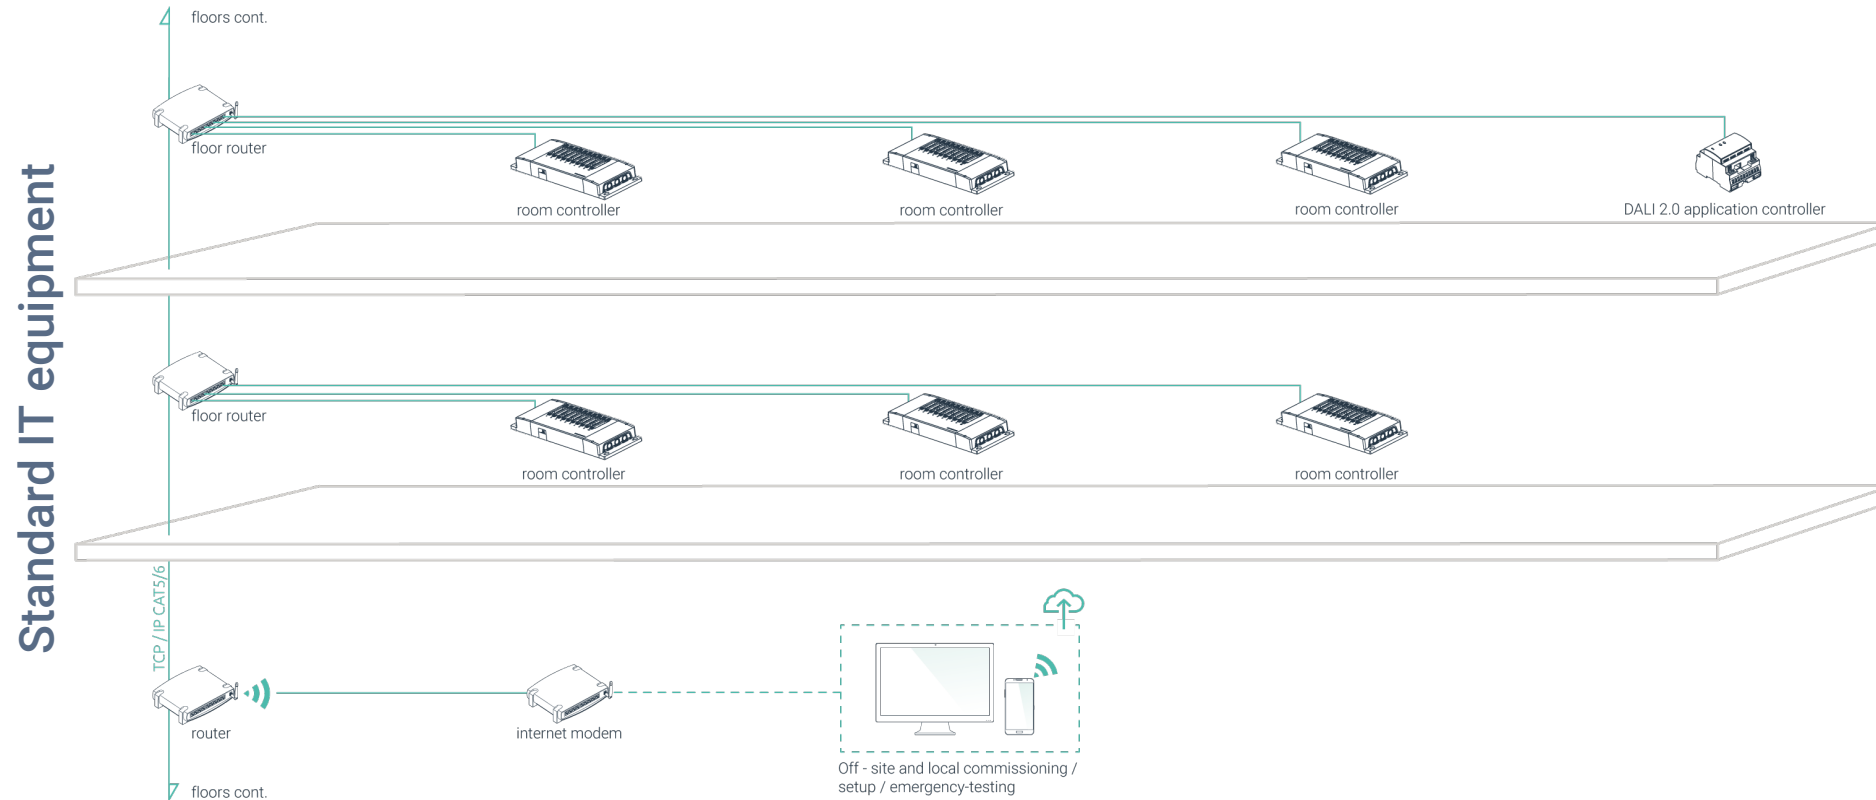 floors cont.
floor router
room controller
room controller
room controller
DALI 2.0 application controller
Standard IT equipment
floor router
room controller
room controller
room controller
TCP / IP CAT5/6
router
internet modem
Off - site and local commissioning /
setup / emergency-testing
floors cont.